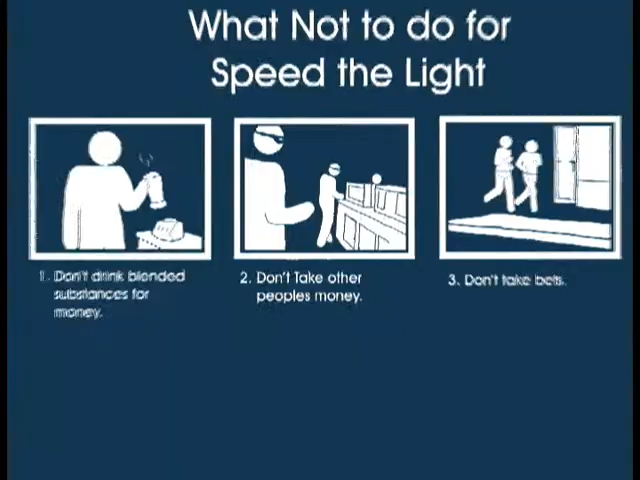 What Not to do for
Speed the Light
1. Don't drink blended
substances for
money.
2. Don't Take other
peoples money.
3. Don't take bets.